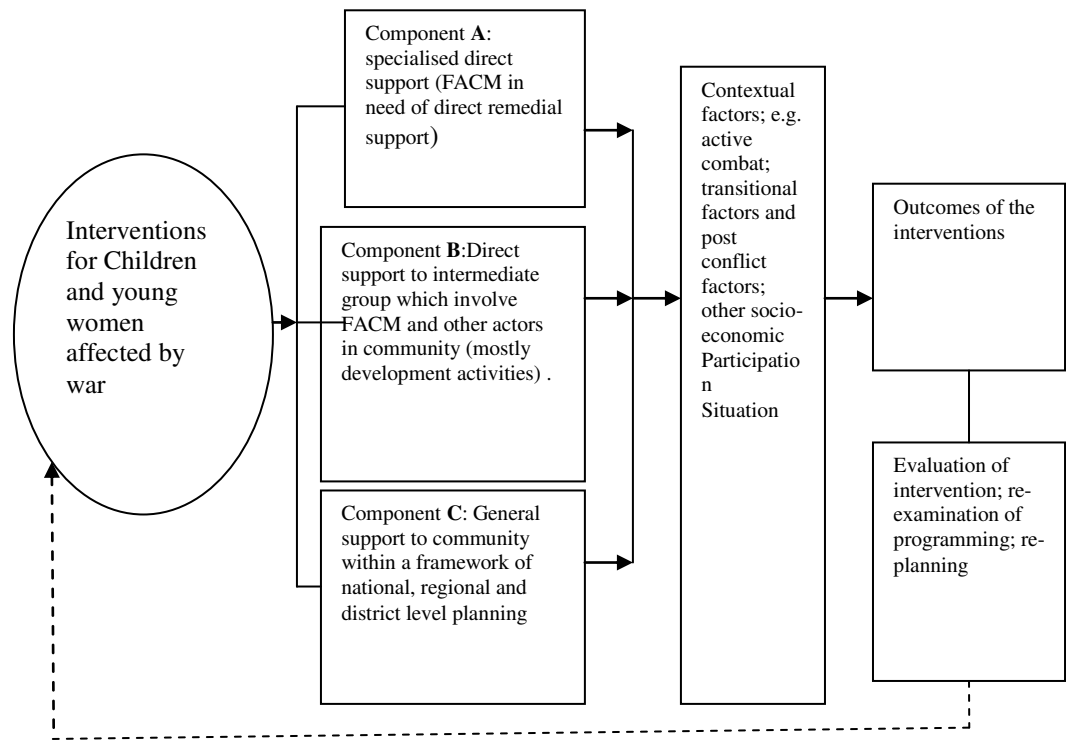 Interventions
for Children
and young
women
affected by
war
Component A:
specialised direct
support (FACM in
need of direct remedial
support)
Component B:Direct
support to intermediate
group which involve
FACM and other actors
in community (mostly
development activities) .
Component C: General
support to community
within a framework of
national, regional and
district level planning
Contextual
factors; e.g.
active
combat;
transitional
factors and
post
conflict
factors;
other socio-
economic
Participatio
n
Situation
Outcomes of the
interventions
Evaluation of
intervention; re-
examination of
programming; re-
planning